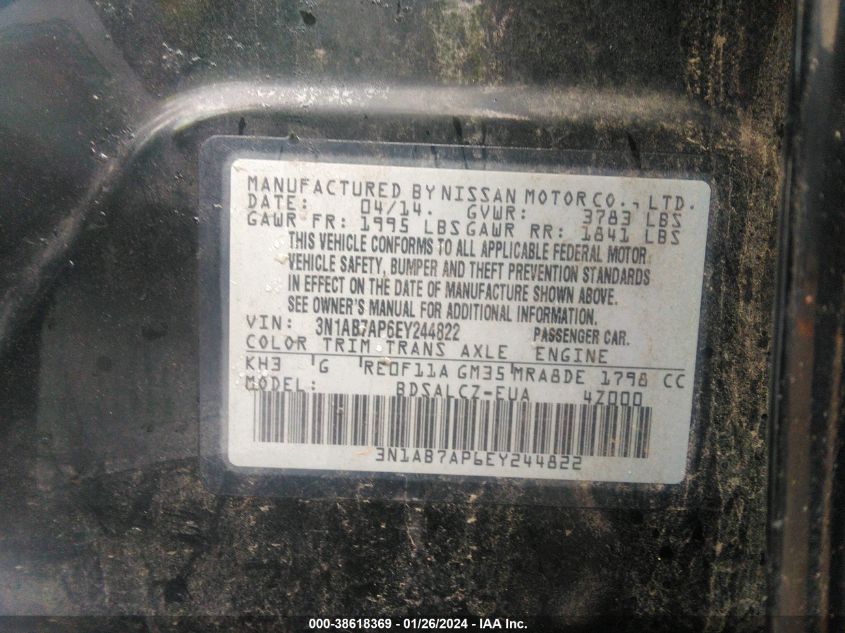 MANUFACTURED BY NISSAN MOTOR CO., LTD.
DATE: 04/14. GVWR: 3783 LBS
GAWR FR: 1995 LBS GAWR RR: 1841 LBS
THIS VEHICLE CONFORMS TO ALL APPLICABLE FEDERAL MOTOR
VEHICLE SAFETY, BUMPER AND THEFT PREVENTION STANDARDS
IN EFFECT ON THE DATE OF MANUFACTURE SHOWN ABOVE.
SEE OWNER'S MANUAL FOR ADDITIONAL INFORMATION.
VIN: 3N1AB7AP6EY244822 PASSENGER CAR.
COLOR TRIM TRANS AXLE ENGINE
KH3 G RE0F11A GM35 MRA8DE 1798 CC
MODEL: BDSALCZ-EUA 4Z000
3N1AB7AP6EY244822
000-38618369 - 01/26/2024 - IAA Inc.